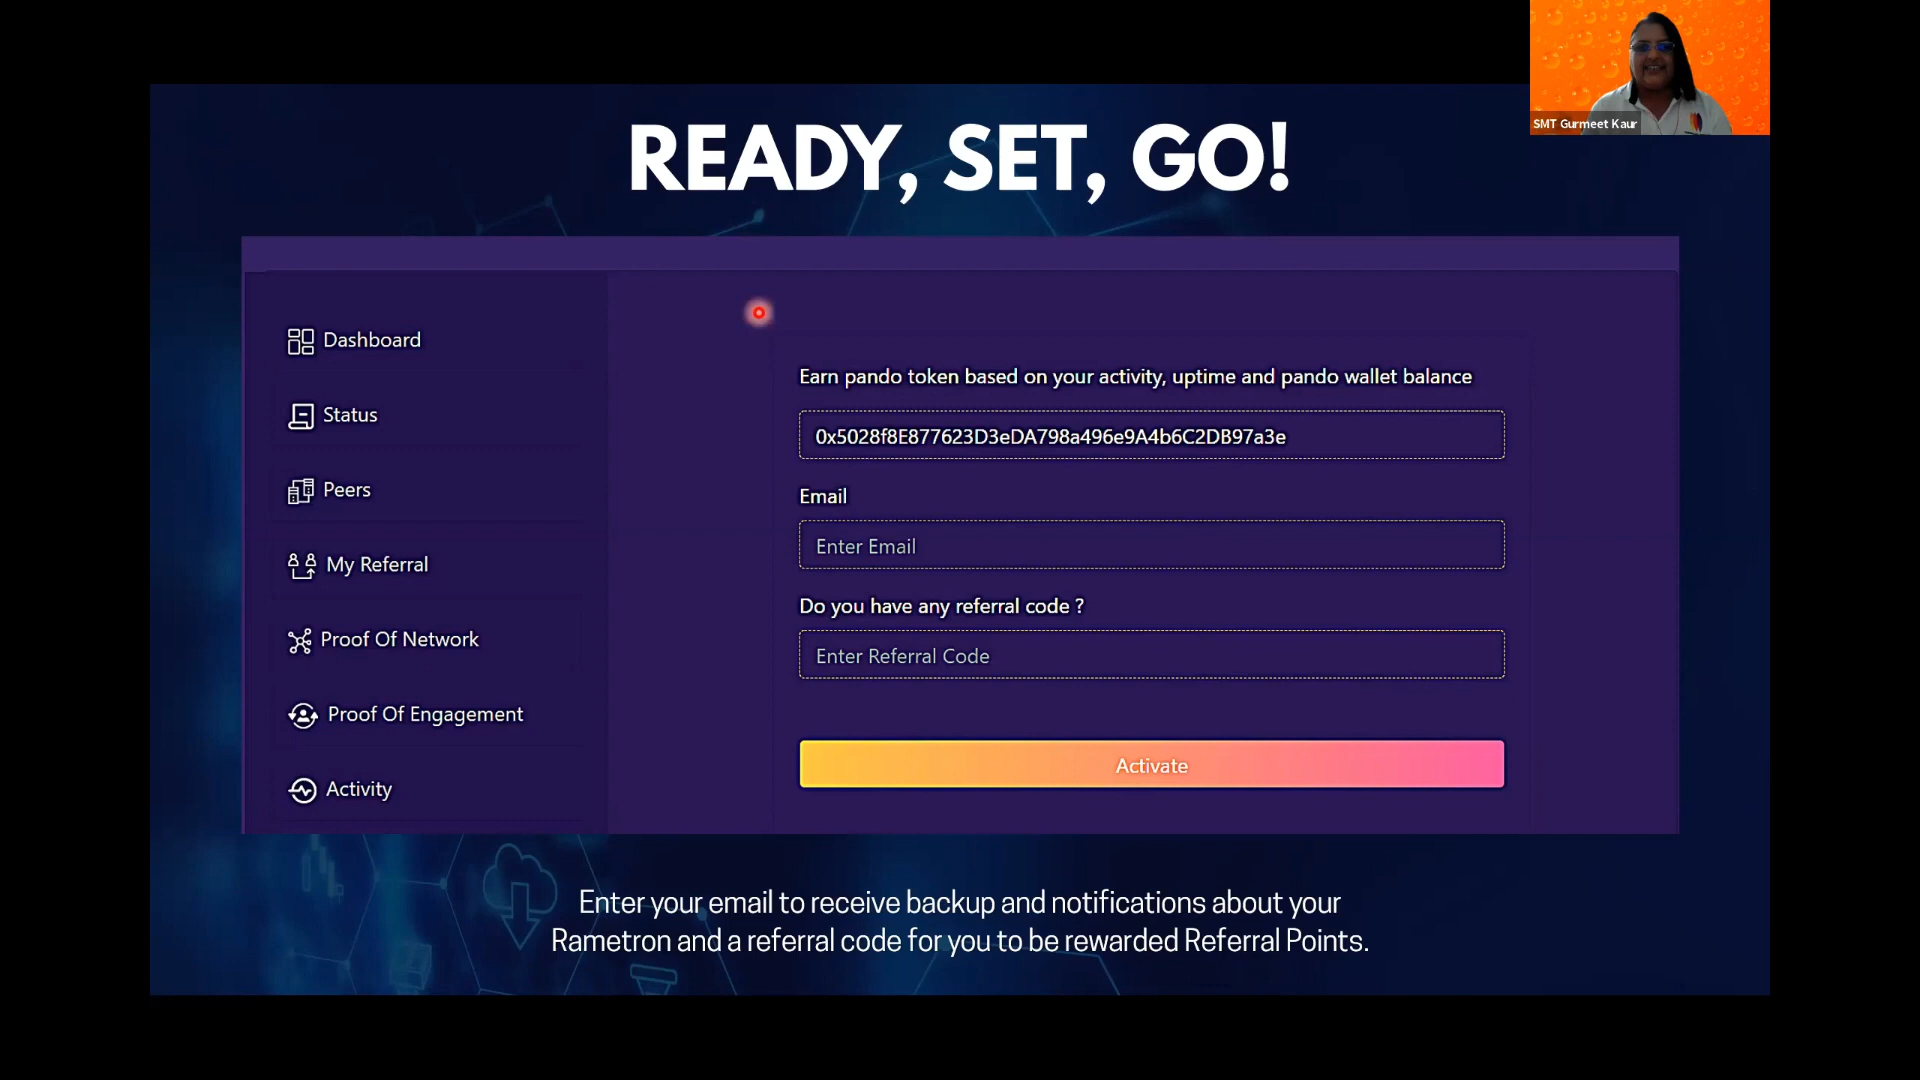 SMT Gurmeet Kaur
READY, SET, GO!
Dashboard
Status
Peers
My Referral
Proof Of Network
Proof Of Engagement
Activity
Earn pando token based on your activity, uptime and pando wallet balance
0x5028f8E877623D3eDA798a496e9A4b6C2DB97a3e
Email
Enter Email
Do you have any referral code ?
Enter Referral Code
Activate
Enter your email to receive backup and notifications about your
Rametron and a referral code for you to be rewarded Referral Points.